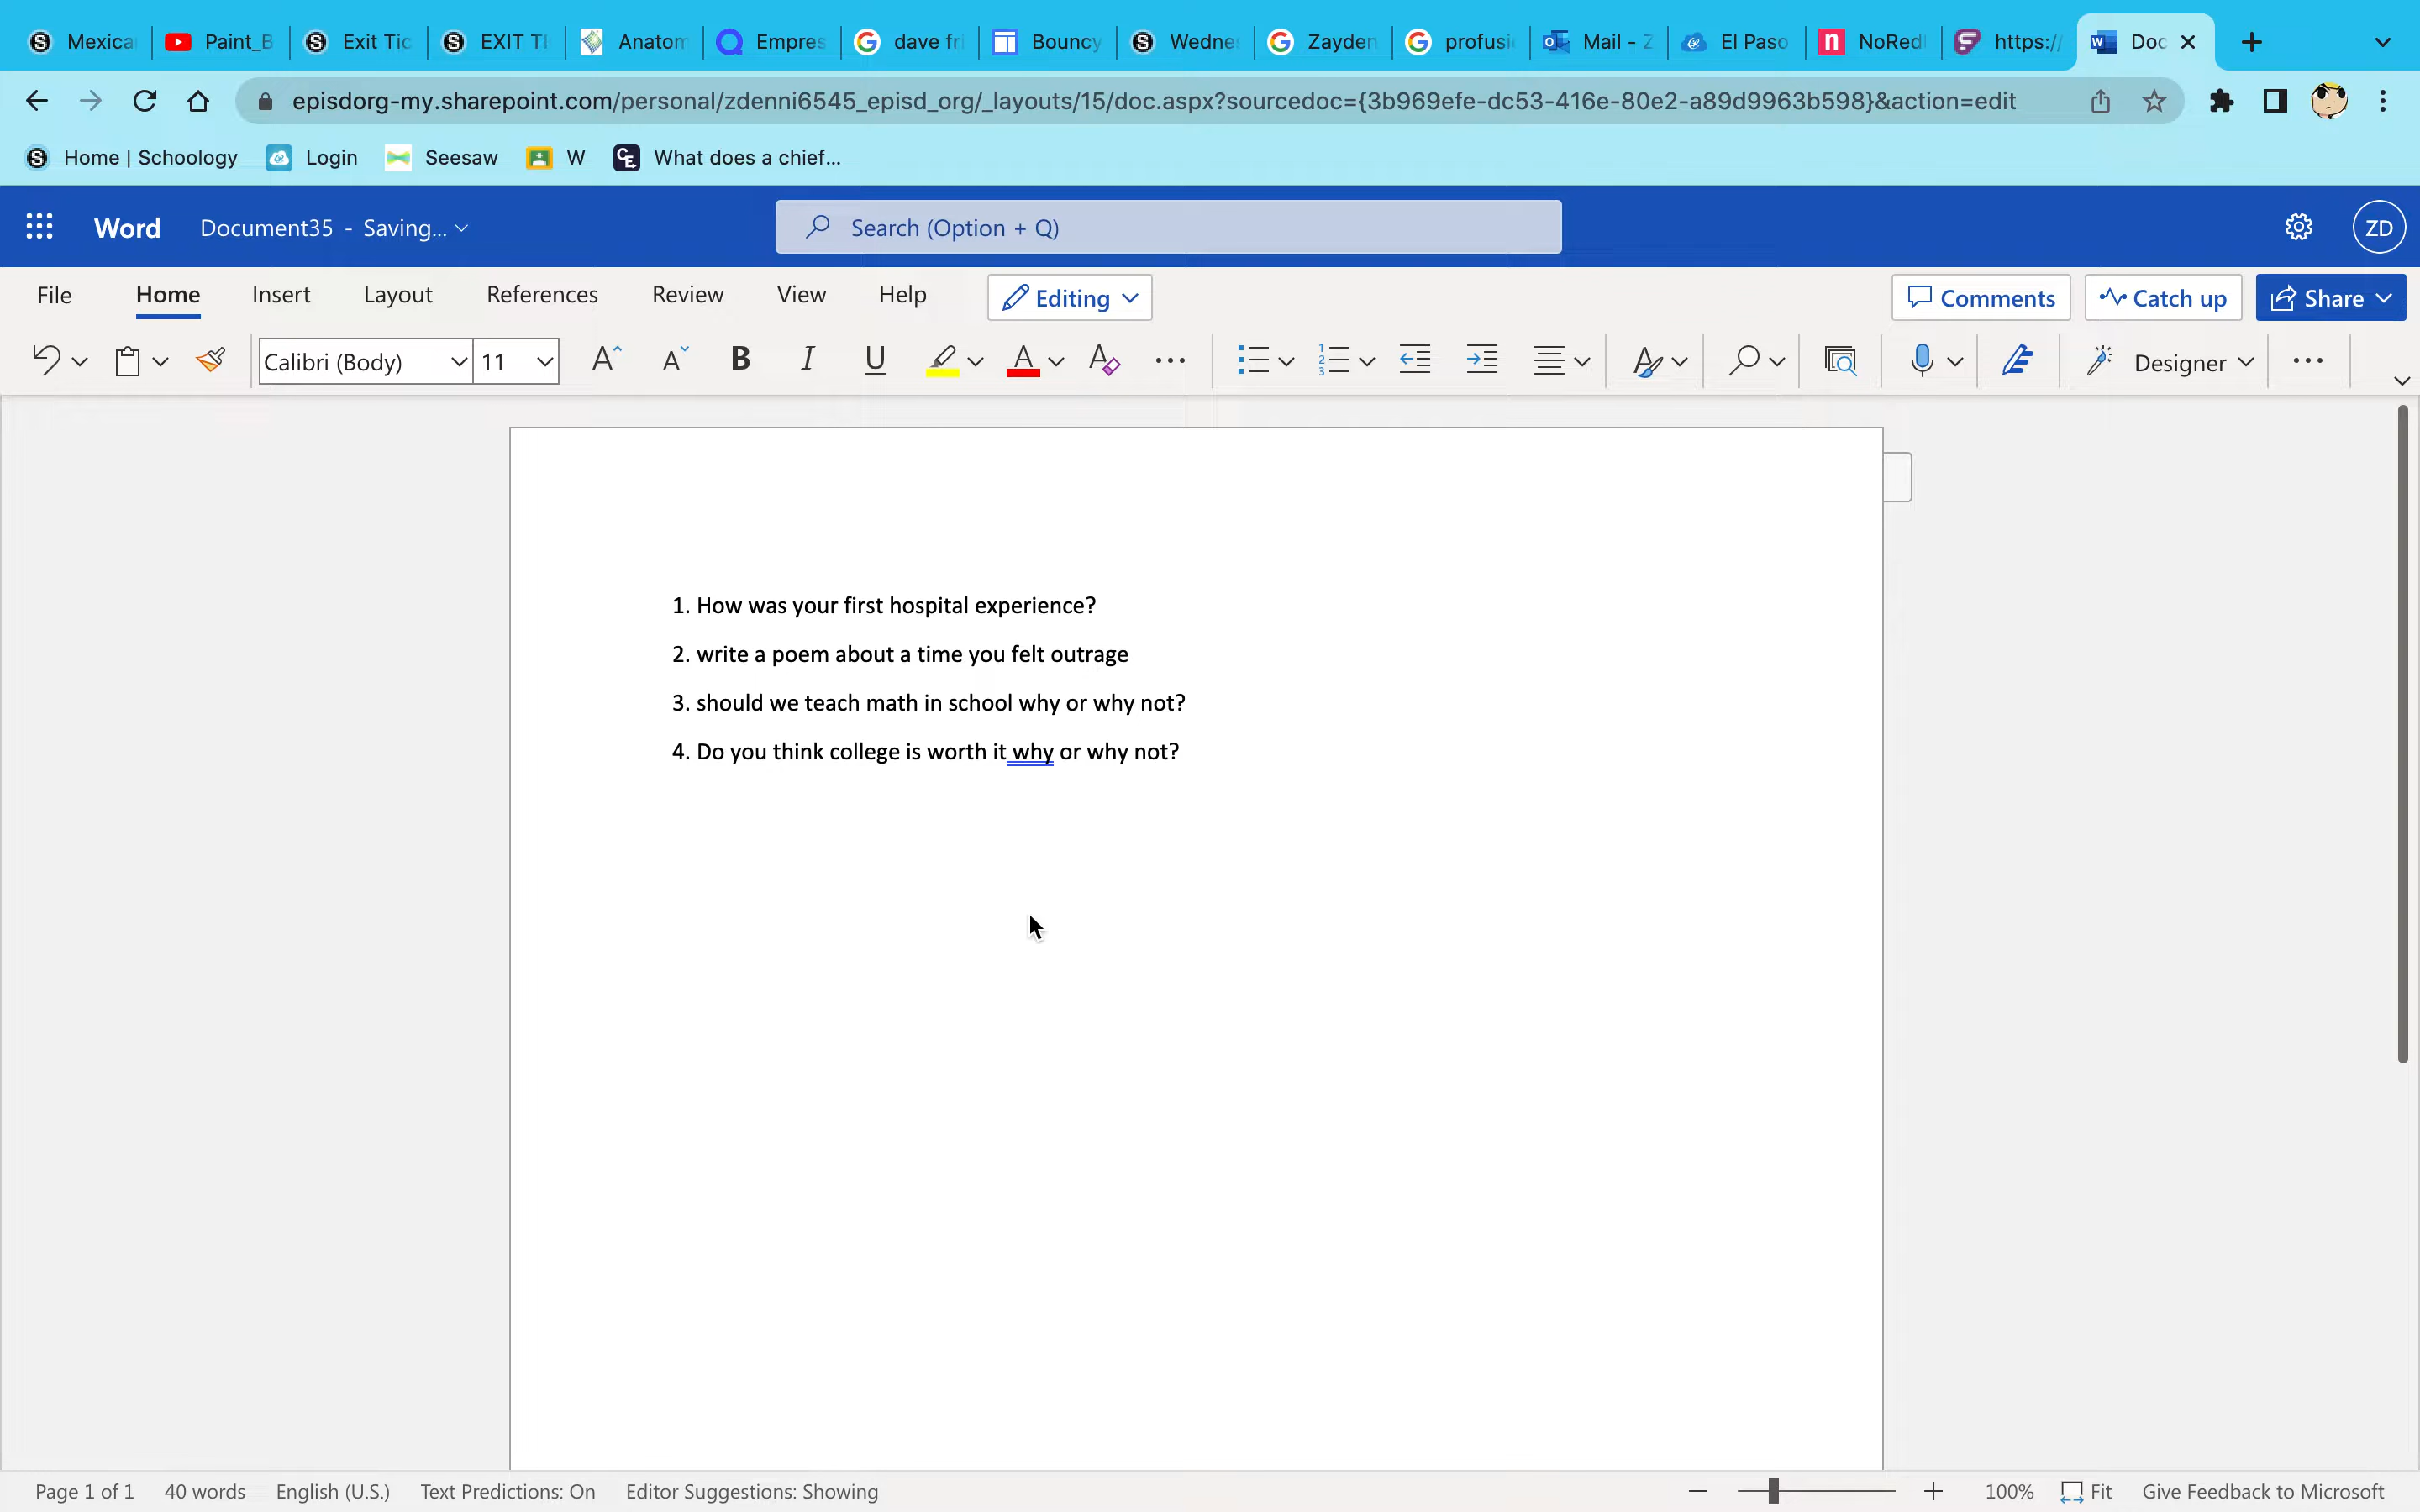 Mexica Paint_B Exit Tic EXIT TI Anatom Empres dave fri Bouncy Wednes Zayden profusi Mail - Z El Paso NoRedI https:// Doc
episdorg-my.sharepoint.com/personal/zdenni6545_episd_org/_layouts/15/doc.aspx?sourcedoc={3b969efe-dc53-416e-80e2-a89d9963b598}&action=edit
Home | Schoology Login Seesaw W What does a chief...
Word Document35 - Saving... Search (Option + Q) ZD
File Home Insert Layout References Review View Help Editing Comments Catch up Share
Calibri (Body) 11 A A B I U A A Designer
1. How was your first hospital experience?
2. write a poem about a time you felt outrage
3. should we teach math in school why or why not?
4. Do you think college is worth it why or why not?
Page 1 of 1 40 words English (U.S.) Text Predictions: On Editor Suggestions: Showing 100% Fit Give Feedback to Microsoft